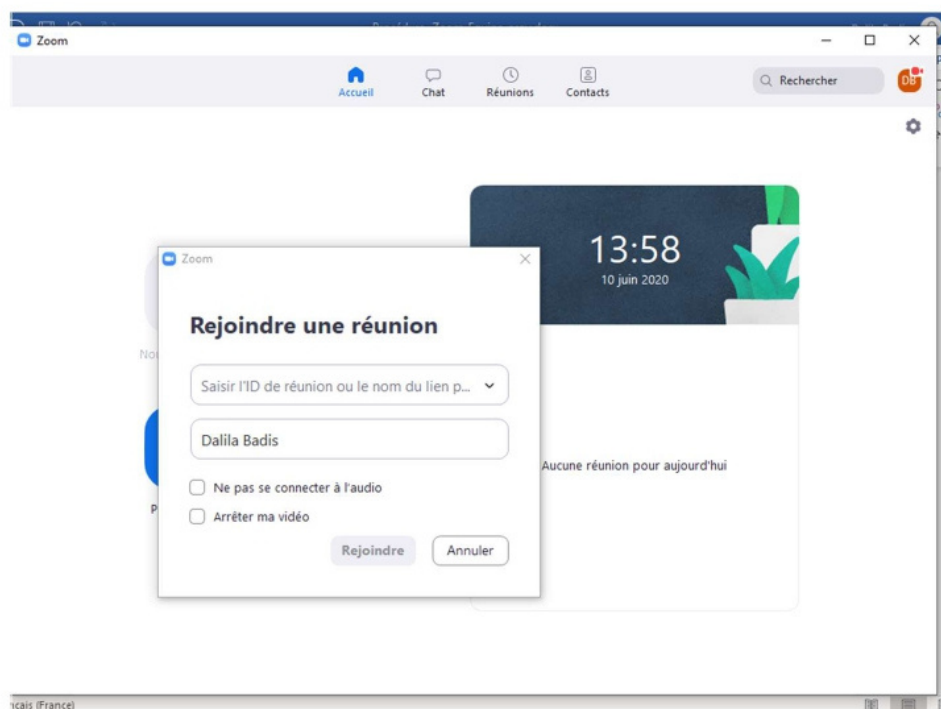 Zoom
Accueil
Chat
Réunions
Contacts
Rechercher
DB
13:58
10 juin 2020
Zoom
Rejoindre une réunion
Saisir l'ID de réunion ou le nom du lien p...
Dalila Badis
Ne pas se connecter à l'audio
Arrêter ma vidéo
Rejoindre
Annuler
Aucune réunion pour aujourd'hui
(France)